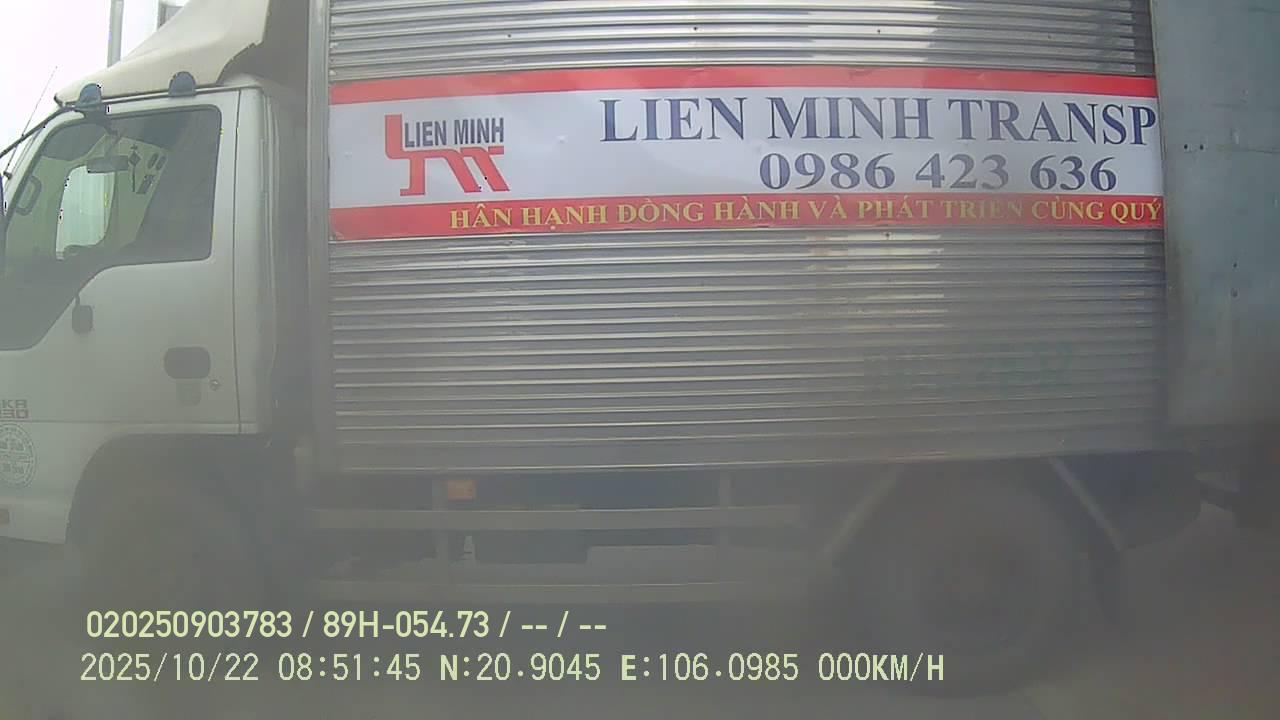 LIEN MINH
LIEN MINH TRANSP
0986 423 636
HÂN HẠNH ĐỒNG HÀNH VÀ PHÁT TRIỂN CÙNG QUÝ
020250903783 / 89H-054.73 / -- / --
2025/10/22 08:51:45 N:20.9045 E:106.0985 000KM/H